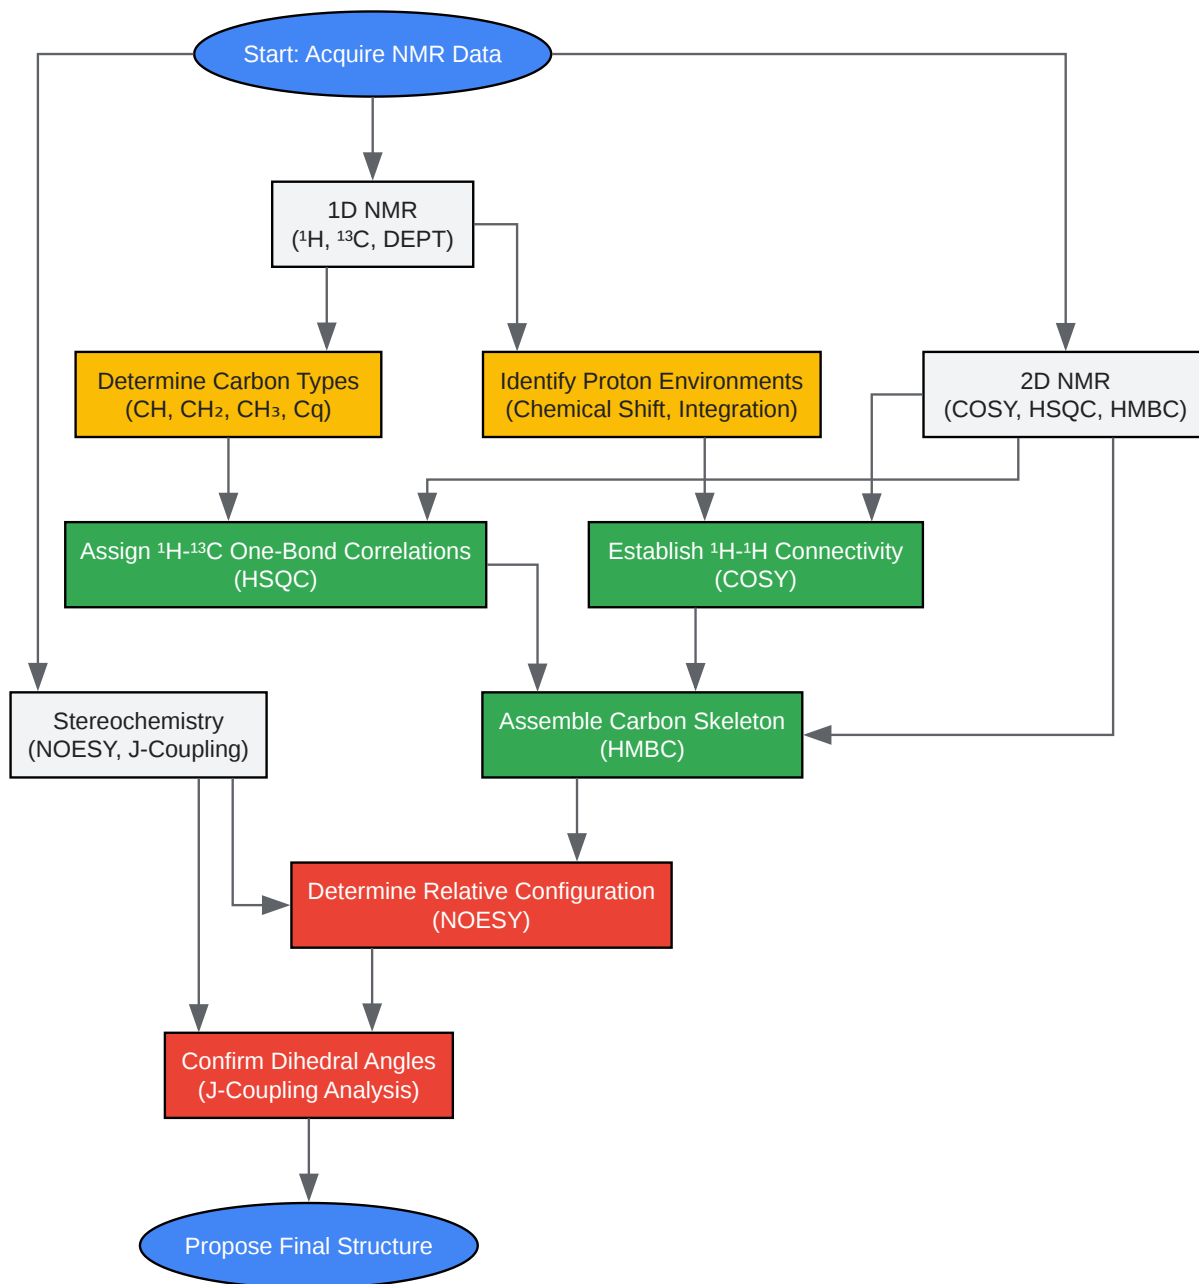 Start: Acquire NMR Data
1D NMR
(¹H, ¹³C, DEPT)
Determine Carbon Types
(CH, CH₂, CH₃, Cq)
Identify Proton Environments
(Chemical Shift, Integration)
2D NMR
(COSY, HSQC, HMBC)
Assign ¹H-¹³C One-Bond Correlations
(HSQC)
Establish ¹H-¹H Connectivity
(COSY)
Stereochemistry
(NOESY, J-Coupling)
Assemble Carbon Skeleton
(HMBC)
Determine Relative Configuration
(NOESY)
Confirm Dihedral Angles
(J-Coupling Analysis)
Propose Final Structure